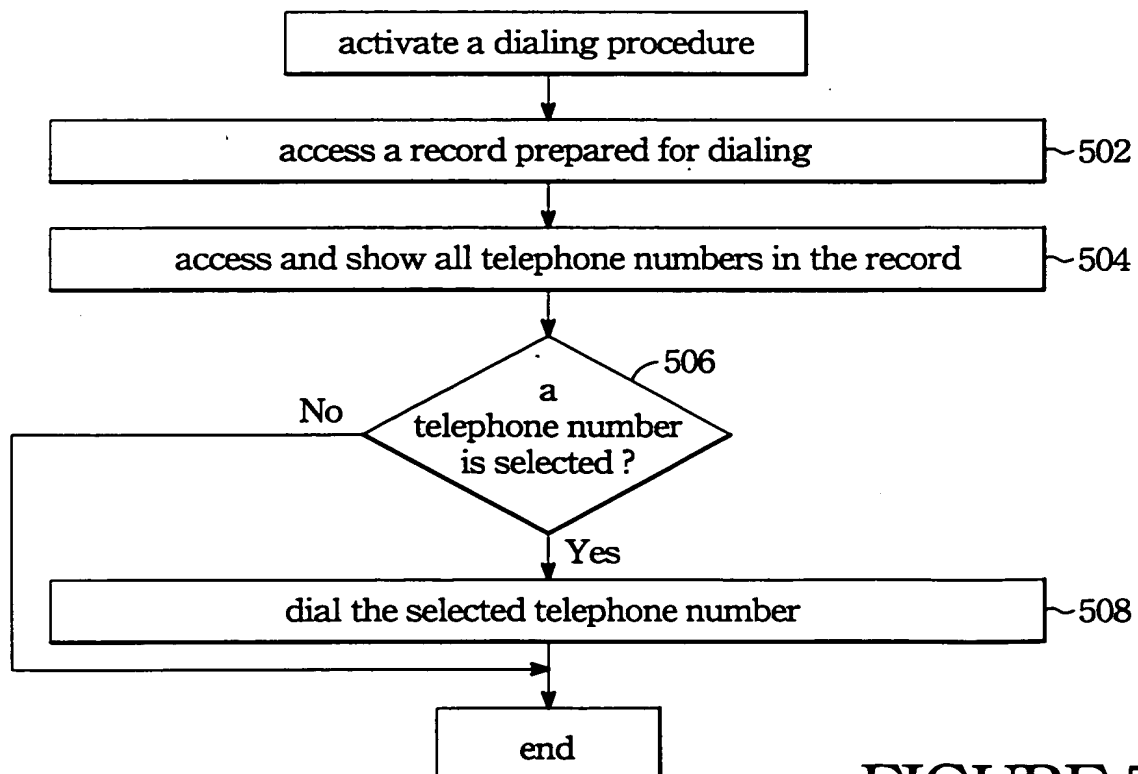 activate a dialing procedure
access a record prepared for dialing
502
access and show all telephone numbers in the record
504
506
a
telephone number
is selected ?
No
Yes
dial the selected telephone number
508
end
FIGURE